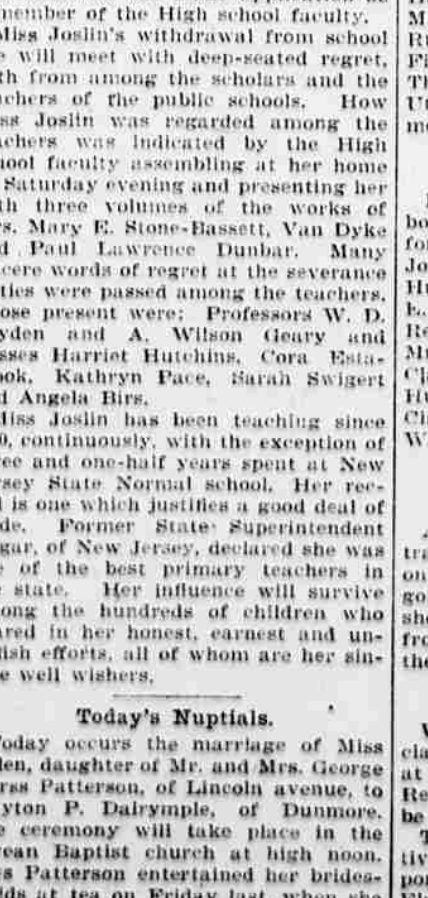 member of the High school faculty.
Miss Joslin's withdrawal from school
will meet with deep-seated regret,
th from among the scholars and the
achers of the public schools. How
ss Joslin was regarded among the
achers was indicated by the High
hool faculty assembling at her home
Saturday evening and presenting her
th three volumes of the works of
rs. Mary E. Stone-Bassett, Van Dyke
d Paul Lawrence Dunbar. Many
cere words of regret at the severance
ties were passed among the teachers.
ose present were: Professors W. D.
yden and A. Wilson Geary and
sses Harriet Hutchins, Cora Esta-
ook, Kathryn Pace, Sarah Swigert
d Angela Birs.
Miss Joslin has been teaching since
0, continuously, with the exception of
ree and one-half years spent at New
rsey State Normal school. Her rec-
d is one which justifies a good deal of
de. Former State Superintendent
gar, of New Jersey, declared she was
e of the best primary teachers in
e state. Her influence will survive
ong the hundreds of children who
ared in her honest, earnest and un-
lfish efforts, all of whom are her sin-
e well wishers.
Today's Nuptials.
Today occurs the marriage of Miss
len, daughter of Mr. and Mrs. George
rss Patterson, of Lincoln avenue, to
yton P. Dalrymple, of Dunmore.
e ceremony will take place in the
rean Baptist church at high noon.
s Patterson entertained her brides-
ids at tea on Friday last, when she